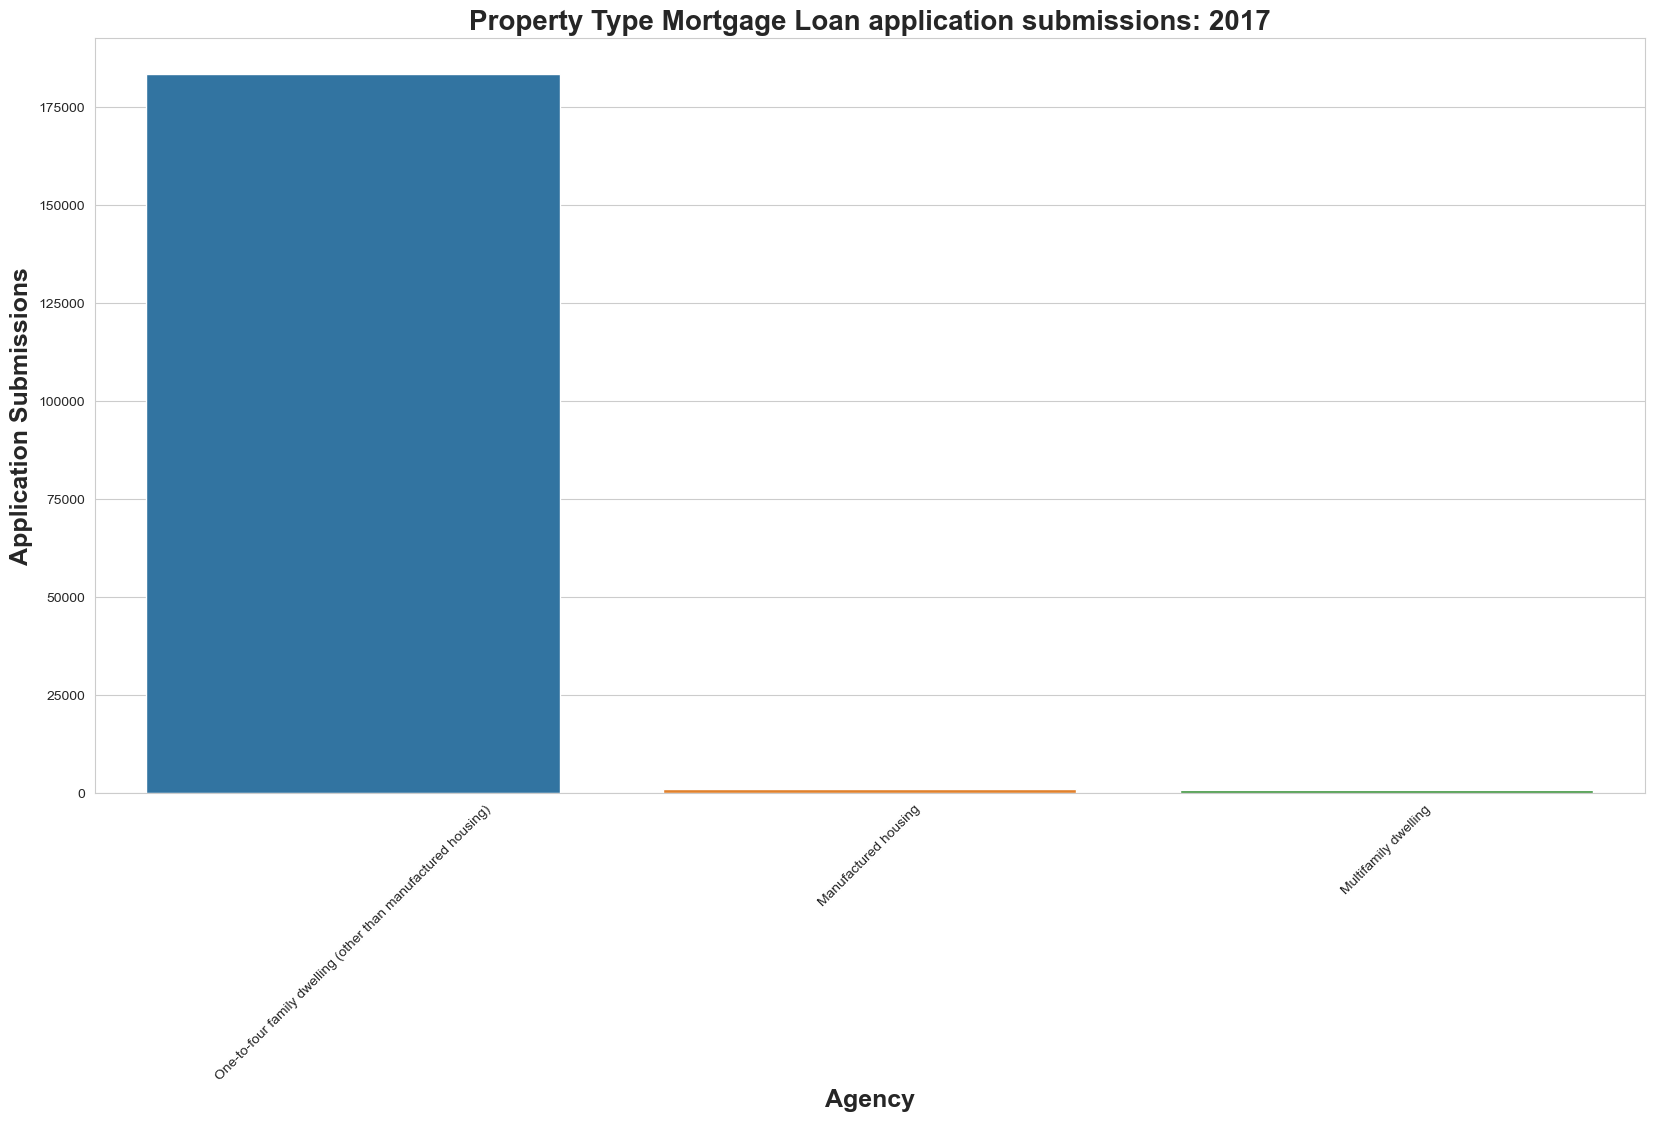 Property Type Mortgage Loan application submissions: 2017
Application Submissions
175000
150000
125000
100000
75000
50000
25000
0
One-to-four family dwelling (other than manufactured housing)
Manufactured housing
Multifamily dwelling
Agency